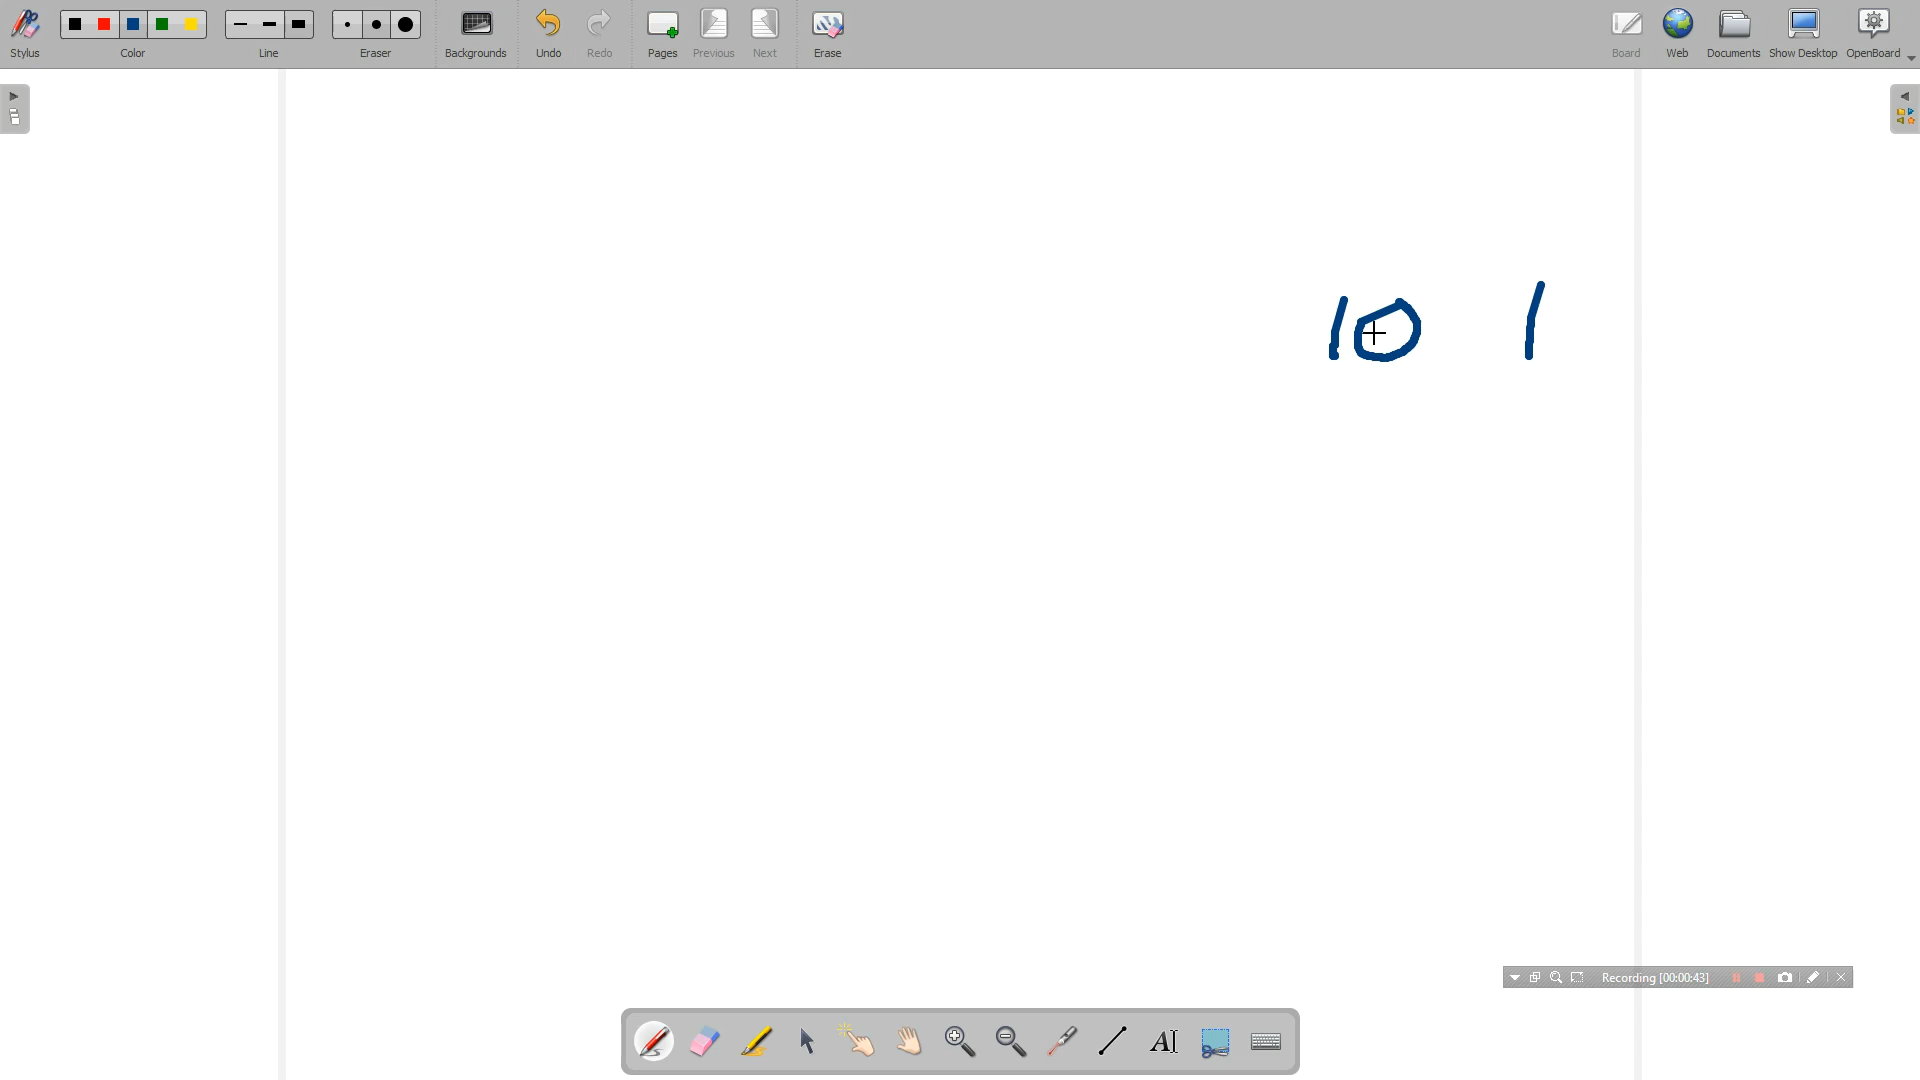 Stylus Color Line Eraser Backgrounds Undo Redo Pages Previous Next Erase Board Web Documents Show Desktop OpenBoard
10 1
Recording [00:00:43]
AI